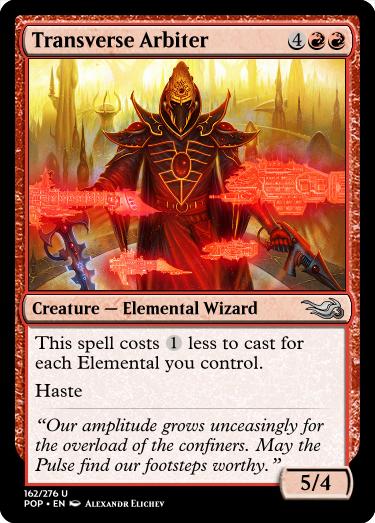 Transverse Arbiter 4
Creature — Elemental Wizard
This spell costs 1 less to cast for
each Elemental you control.
Haste
“Our amplitude grows unceasingly for
the overload of the confiners. May the
Pulse find our footsteps worthy.”
5/4
162/276 U
POP • EN Alexandr Elichev